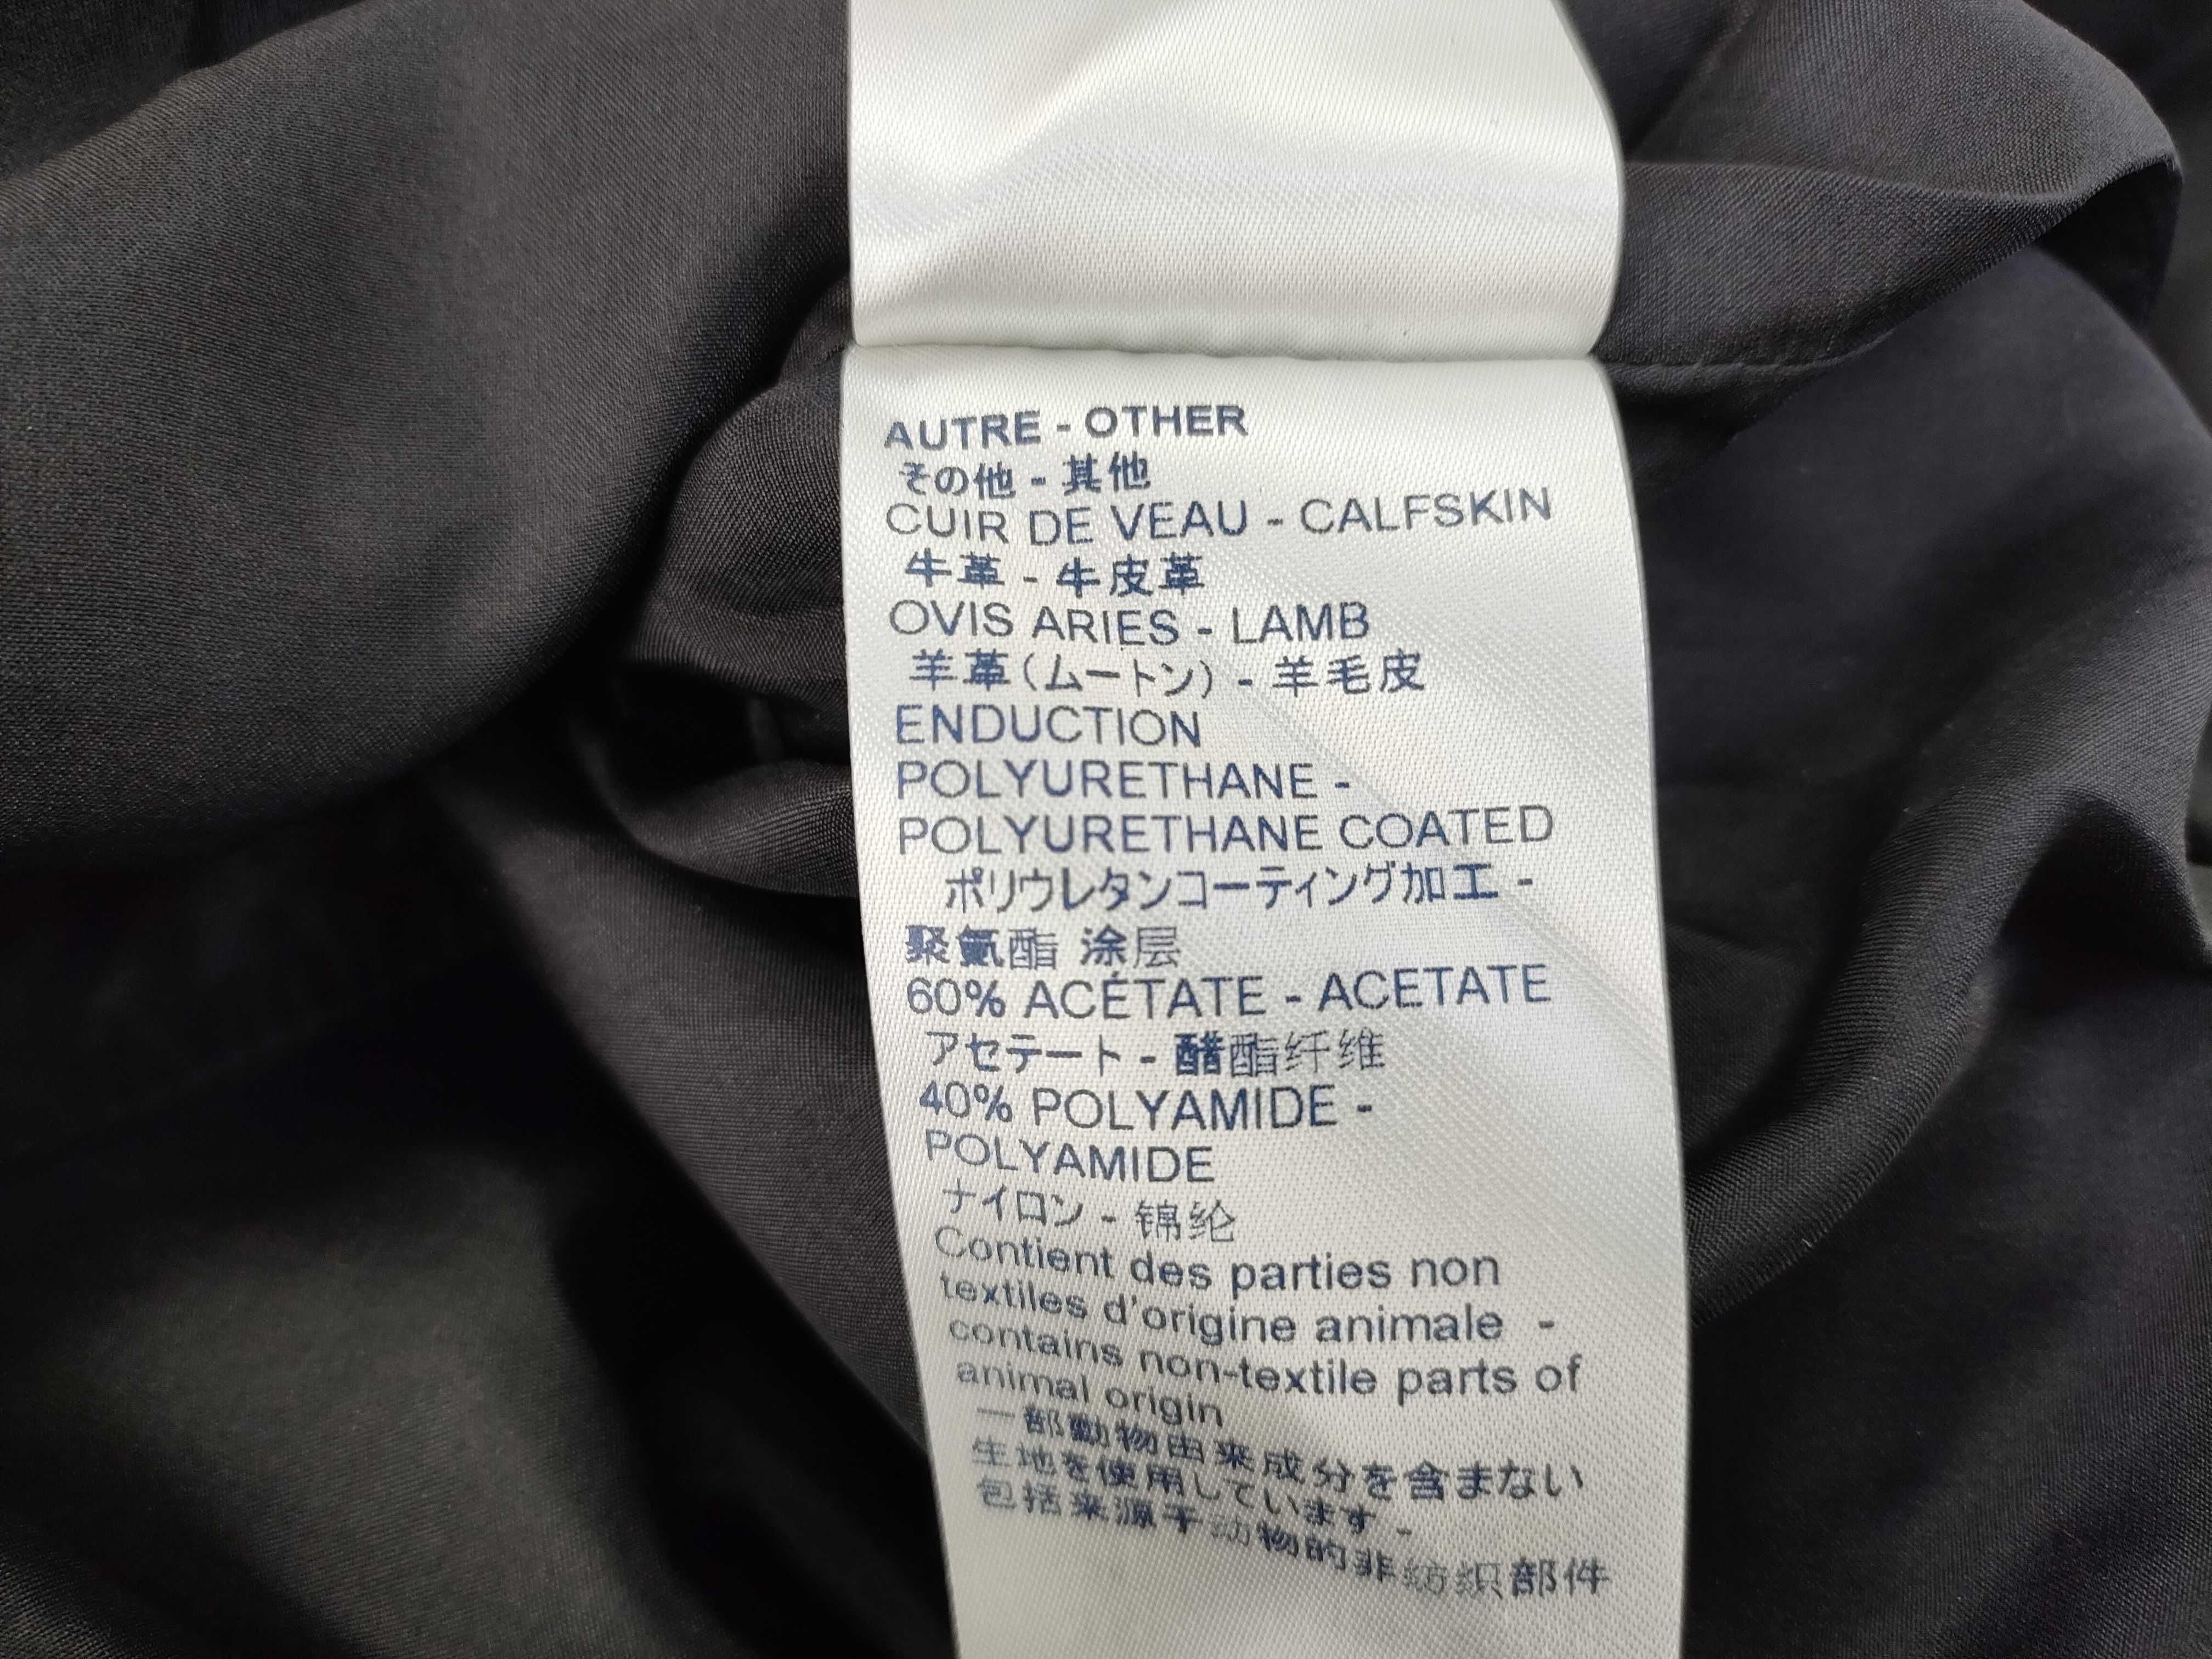 AUTRE - OTHER
その他 - 其他
CUIR DE VEAU - CALFSKIN
牛革 - 牛皮革
OVIS ARIES - LAMB
羊革(ムートン) - 羊毛皮
ENDUCTION
POLYURETHANE -
POLYURETHANE COATED
ポリウレタンコーティング加工 -
聚氨酯 涂层
60% ACÉTATE - ACETATE
アセテート - 醋酯纤维
40% POLYAMIDE -
POLYAMIDE
ナイロン - 锦纶
Contient des parties non
textiles d'origine animale -
contains non-textile parts of
animal origin
一部動物由来成分を含まない
生地を使用しています -
包括来源于动物的非纺织部件